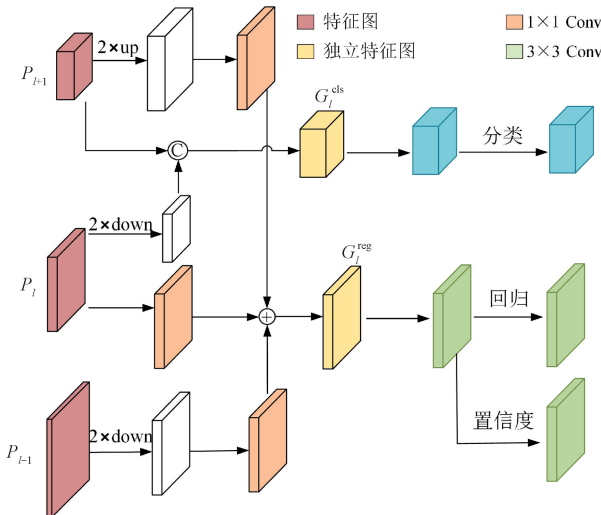 特征图
1×1 Conv
独立特征图
3×3 Conv
2×up
P_{l+1}
G_l^{cls}
C
分类
2×down
P_l
G_l^{reg}
+
回归
2×down
P_{l-1}
置信度